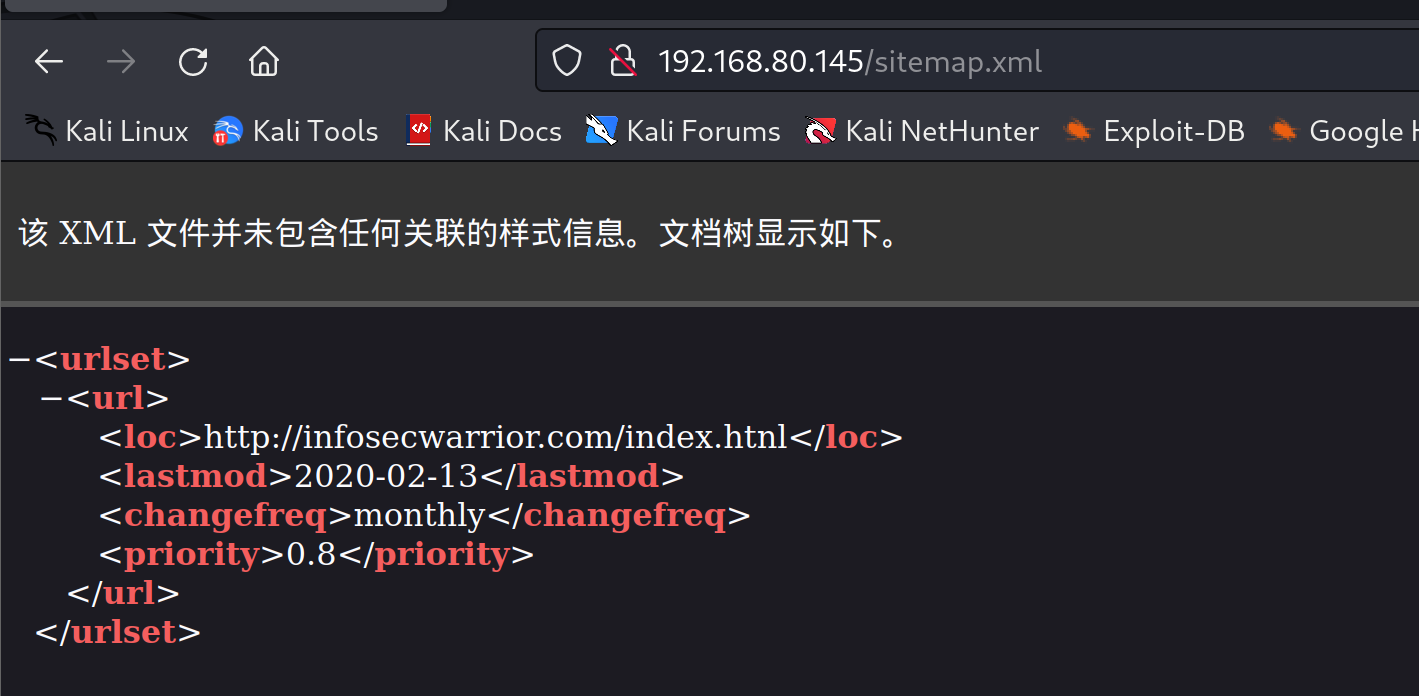 192.168.80.145/sitemap.xml
Kali Linux Kali Tools Kali Docs Kali Forums Kali NetHunter Exploit-DB Google H
该 XML 文件并未包含任何关联的样式信息。文档树显示如下。
−<urlset>
−<url>
<loc>http://infosecwarrior.com/index.htnl</loc>
<lastmod>2020-02-13</lastmod>
<changefreq>monthly</changefreq>
<priority>0.8</priority>
</url>
</urlset>